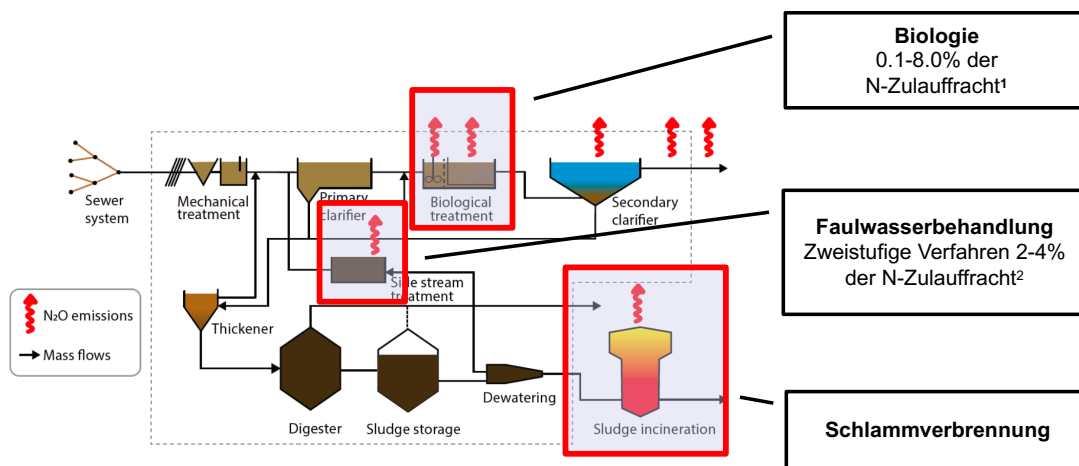 Biologie
0.1-8.0% der
N-Zulauffracht¹
Sewer
system
Mechanical
treatment
Primary
clarifier
Biological
treatment
Secondary
clarifier
Faulwasserbehandlung
Zweistufige Verfahren 2-4%
der N-Zulauffracht²
Side stream
treatment
N₂O emissions
Mass flows
Thickener
Digester
Sludge storage
Dewatering
Sludge incineration
Schlammverbrennung